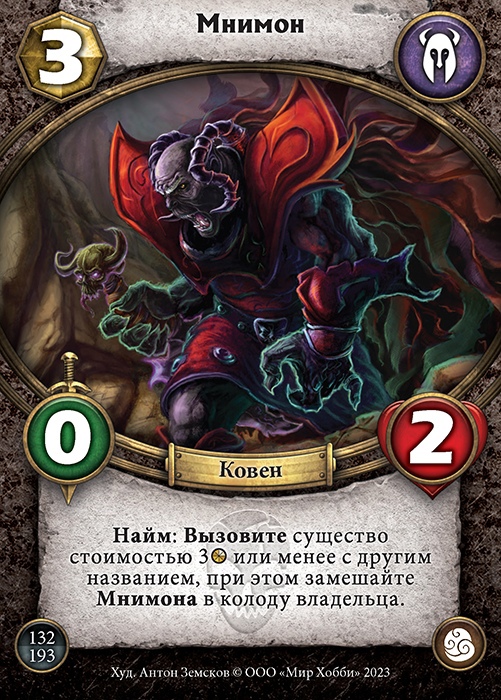 3
Мнимон
0
2
Ковен
Найм: Вызовите существо
стоимостью 3 или менее с другим
названием, при этом замешайте
Мнимона в колоду владельца.
132
193
Худ. Антон Земсков © ООО «Мир Хобби» 2023